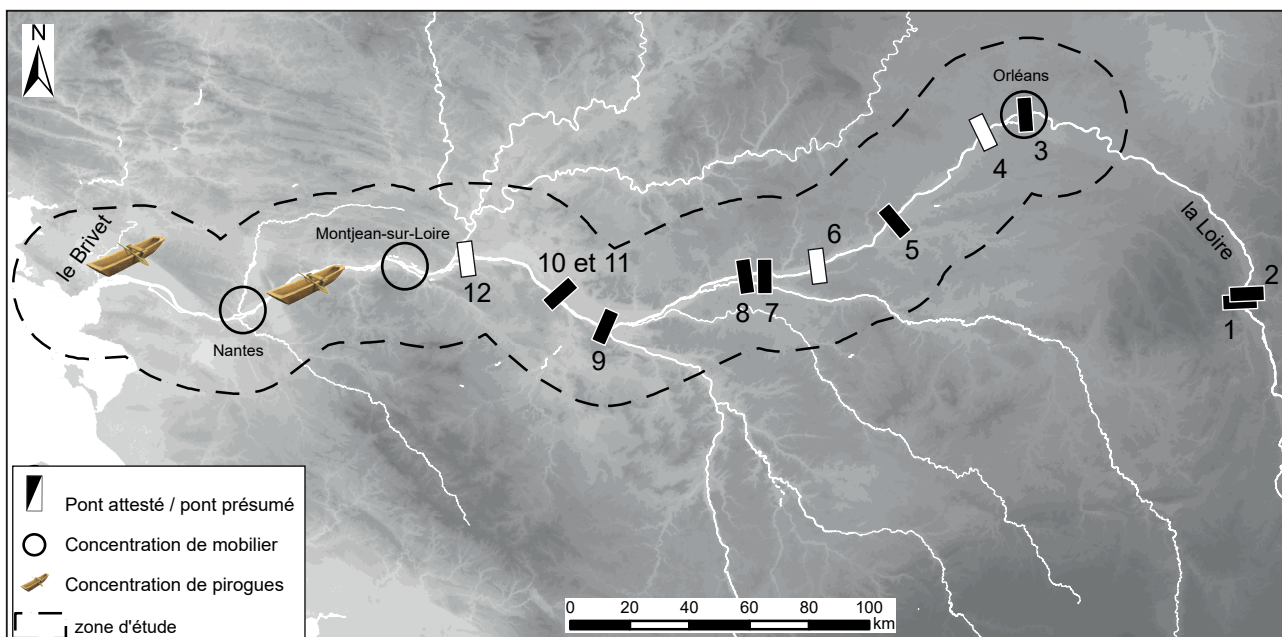 N
Orléans
3
4
la Loire
le Brivet
Montjean-sur-Loire
5
6
10 et 11
12
2
8
7
1
9
Nantes
Pont attesté / pont présumé
Concentration de mobilier
Concentration de pirogues
zone d'étude
0 20 40 60 80 100
km